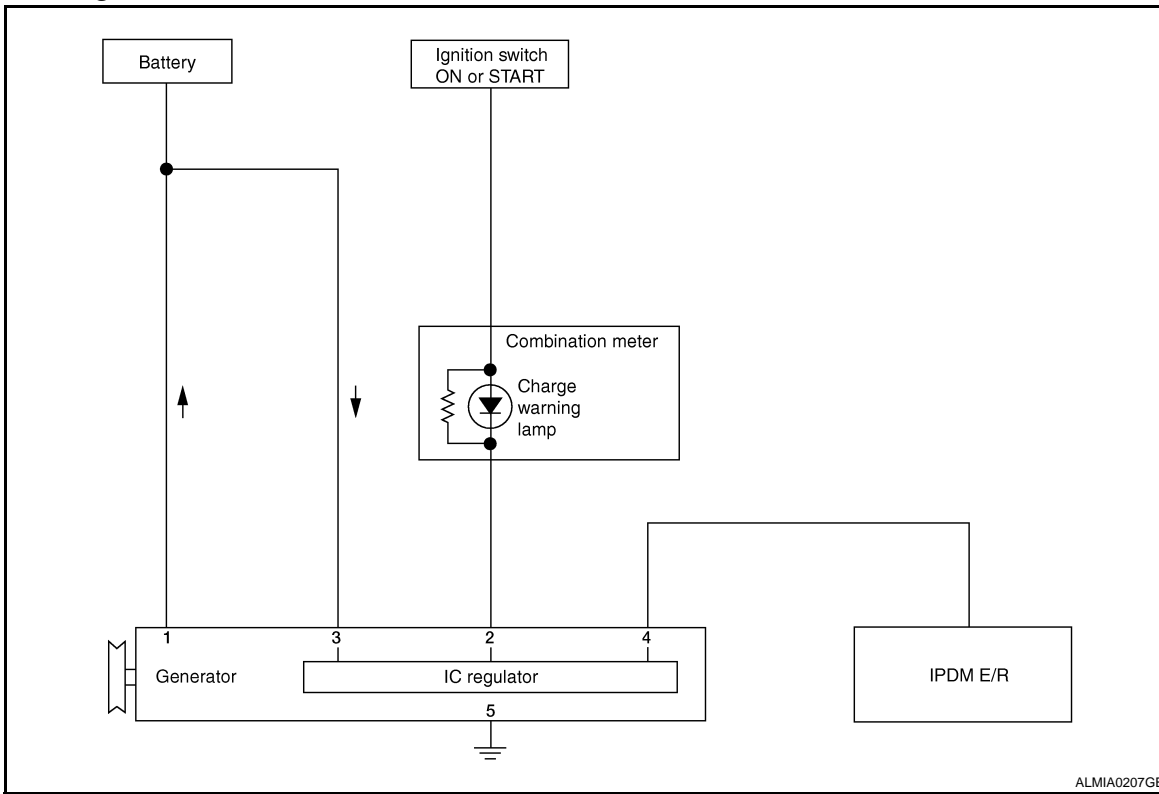 Battery
Ignition switch
ON or START
Combination meter
Charge
warning
lamp
1
3
2
4
Generator
IC regulator
IPDM E/R
5